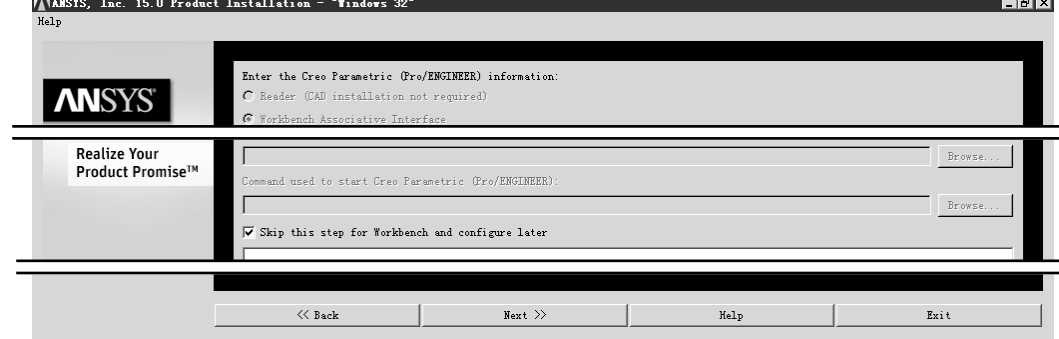 ANSYS, Inc. 15.0 Product Installation - "Windows 32"
Help
ANSYS®
Realize Your
Product Promise™
Enter the Creo Parametric (Pro/ENGINEER) information:
Reader (CAD installation not required)
Workbench Associative Interface
Browse...
Command used to start Creo Parametric (Pro/ENGINEER):
Browse...
Skip this step for Workbench and configure later
<< Back
Next >>
Help
Exit